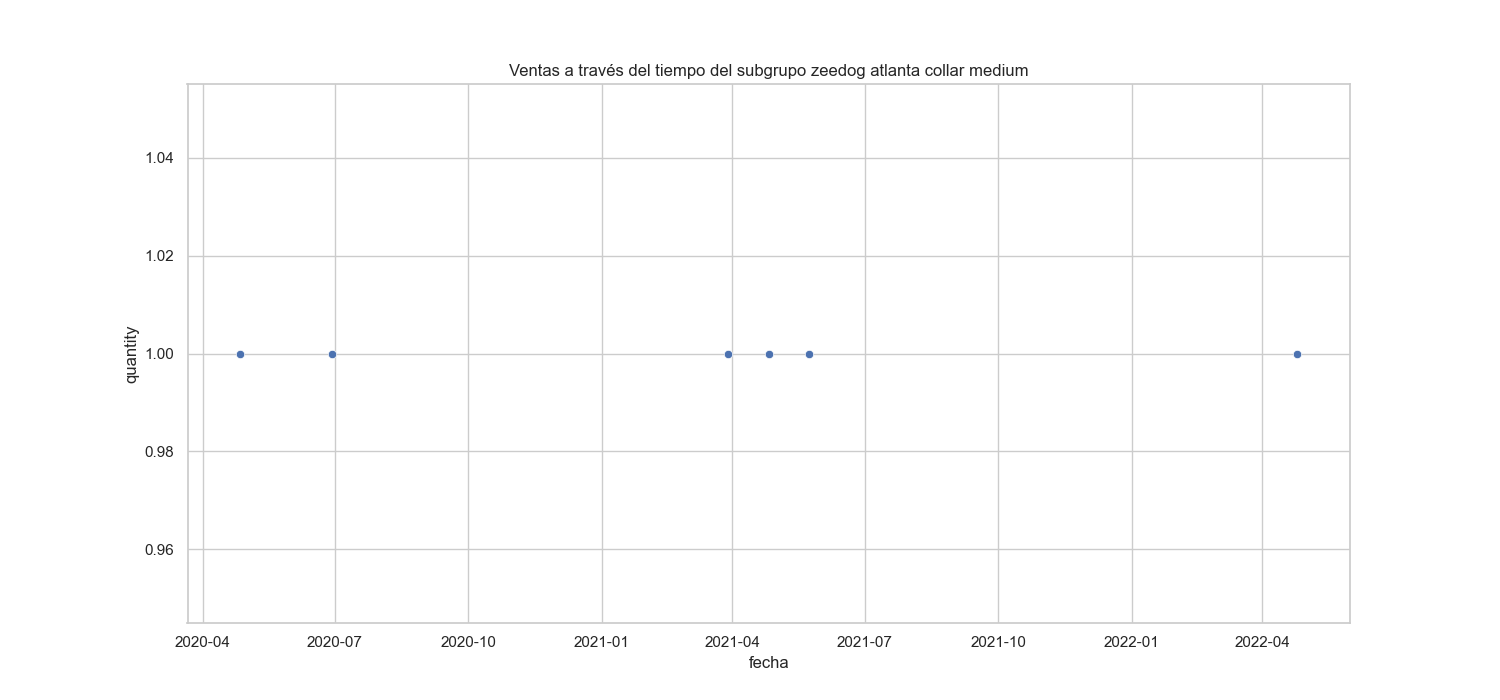 Ventas a través del tiempo del subgrupo zeedog atlanta collar medium
1.04
1.02
1.00
0.98
0.96
quantity
2020-04 2020-07 2020-10 2021-01 2021-04 2021-07 2021-10 2022-01 2022-04
fecha